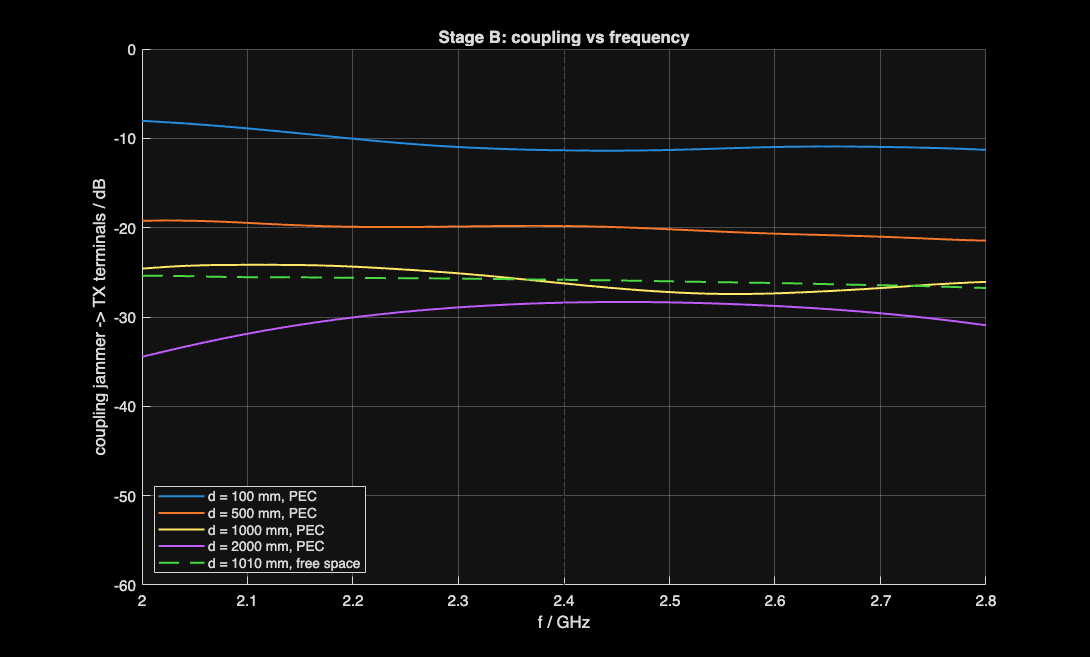 Stage B: coupling vs frequency
0
-10
-20
-30
-40
-50
-60
coupling jammer -> TX terminals / dB
d = 100 mm, PEC
d = 500 mm, PEC
d = 1000 mm, PEC
d = 2000 mm, PEC
d = 1010 mm, free space
2 2.1 2.2 2.3 2.4 2.5 2.6 2.7 2.8
f / GHz